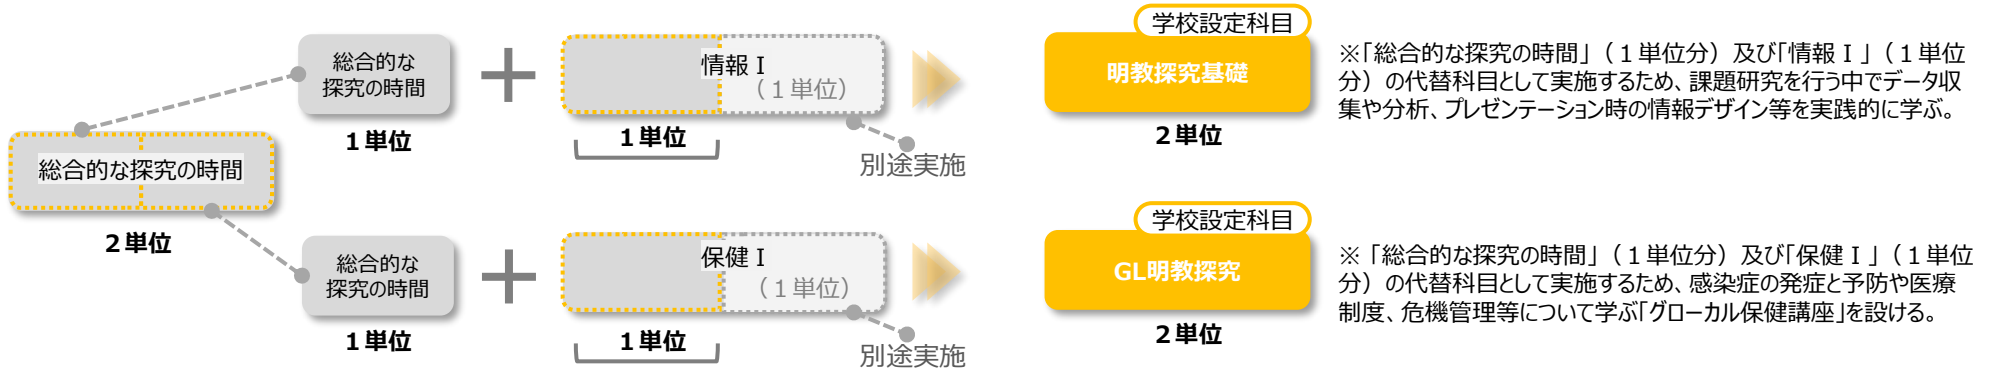 総合的な探究の時間
2単位
総合的な
探究の時間
1単位
情報Ⅰ
(1単位)
1単位
別途実施
学校設定科目
明教探究基礎
2単位
※「総合的な探究の時間」(1単位分)及び「情報Ⅰ」(1単位
分)の代替科目として実施するため、課題研究を行う中でデータ収
集や分析、プレゼンテーション時の情報デザイン等を実践的に学ぶ。
総合的な
探究の時間
1単位
保健Ⅰ
(1単位)
1単位
別途実施
学校設定科目
GL明教探究
2単位
※「総合的な探究の時間」(1単位分)及び「保健Ⅰ」(1単位
分)の代替科目として実施するため、感染症の発症と予防や医療
制度、危機管理等について学ぶ「グローカル保健講座」を設ける。